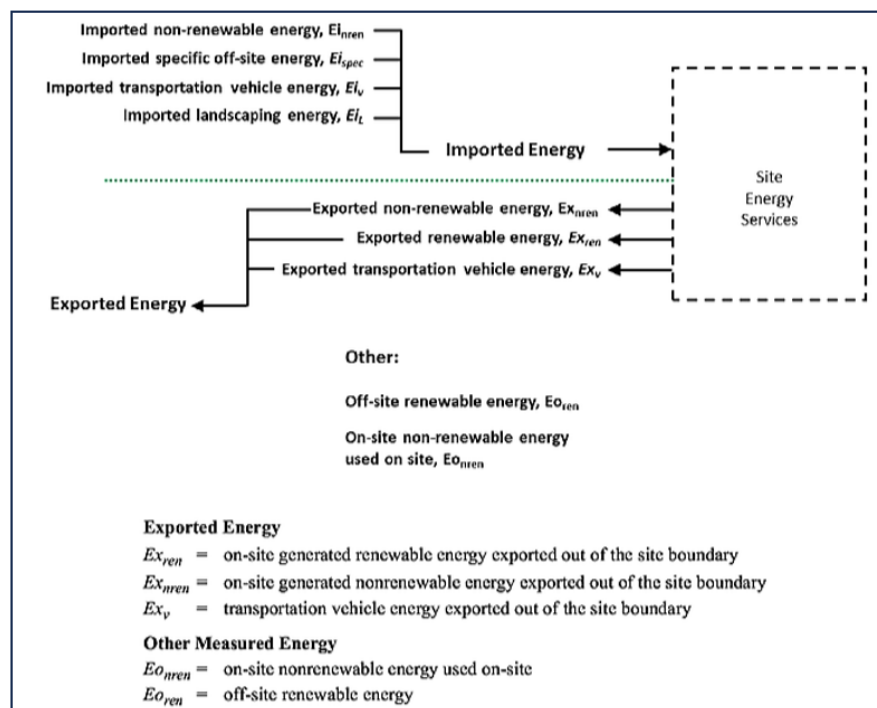 Imported non-renewable energy, Ei_nren
Imported specific off-site energy, Ei_spec
Imported transportation vehicle energy, Ei_v
Imported landscaping energy, Ei_L
Imported Energy
Site
Energy
Services
Exported non-renewable energy, Ex_nren
Exported renewable energy, Ex_ren
Exported transportation vehicle energy, Ex_v
Exported Energy
Other:
Off-site renewable energy, Eo_ren
On-site non-renewable energy
used on site, Eo_nren
Exported Energy
Ex_ren = on-site generated renewable energy exported out of the site boundary
Ex_nren = on-site generated nonrenewable energy exported out of the site boundary
Ex_v = transportation vehicle energy exported out of the site boundary
Other Measured Energy
Eo_nren = on-site nonrenewable energy used on-site
Eo_ren = off-site renewable energy